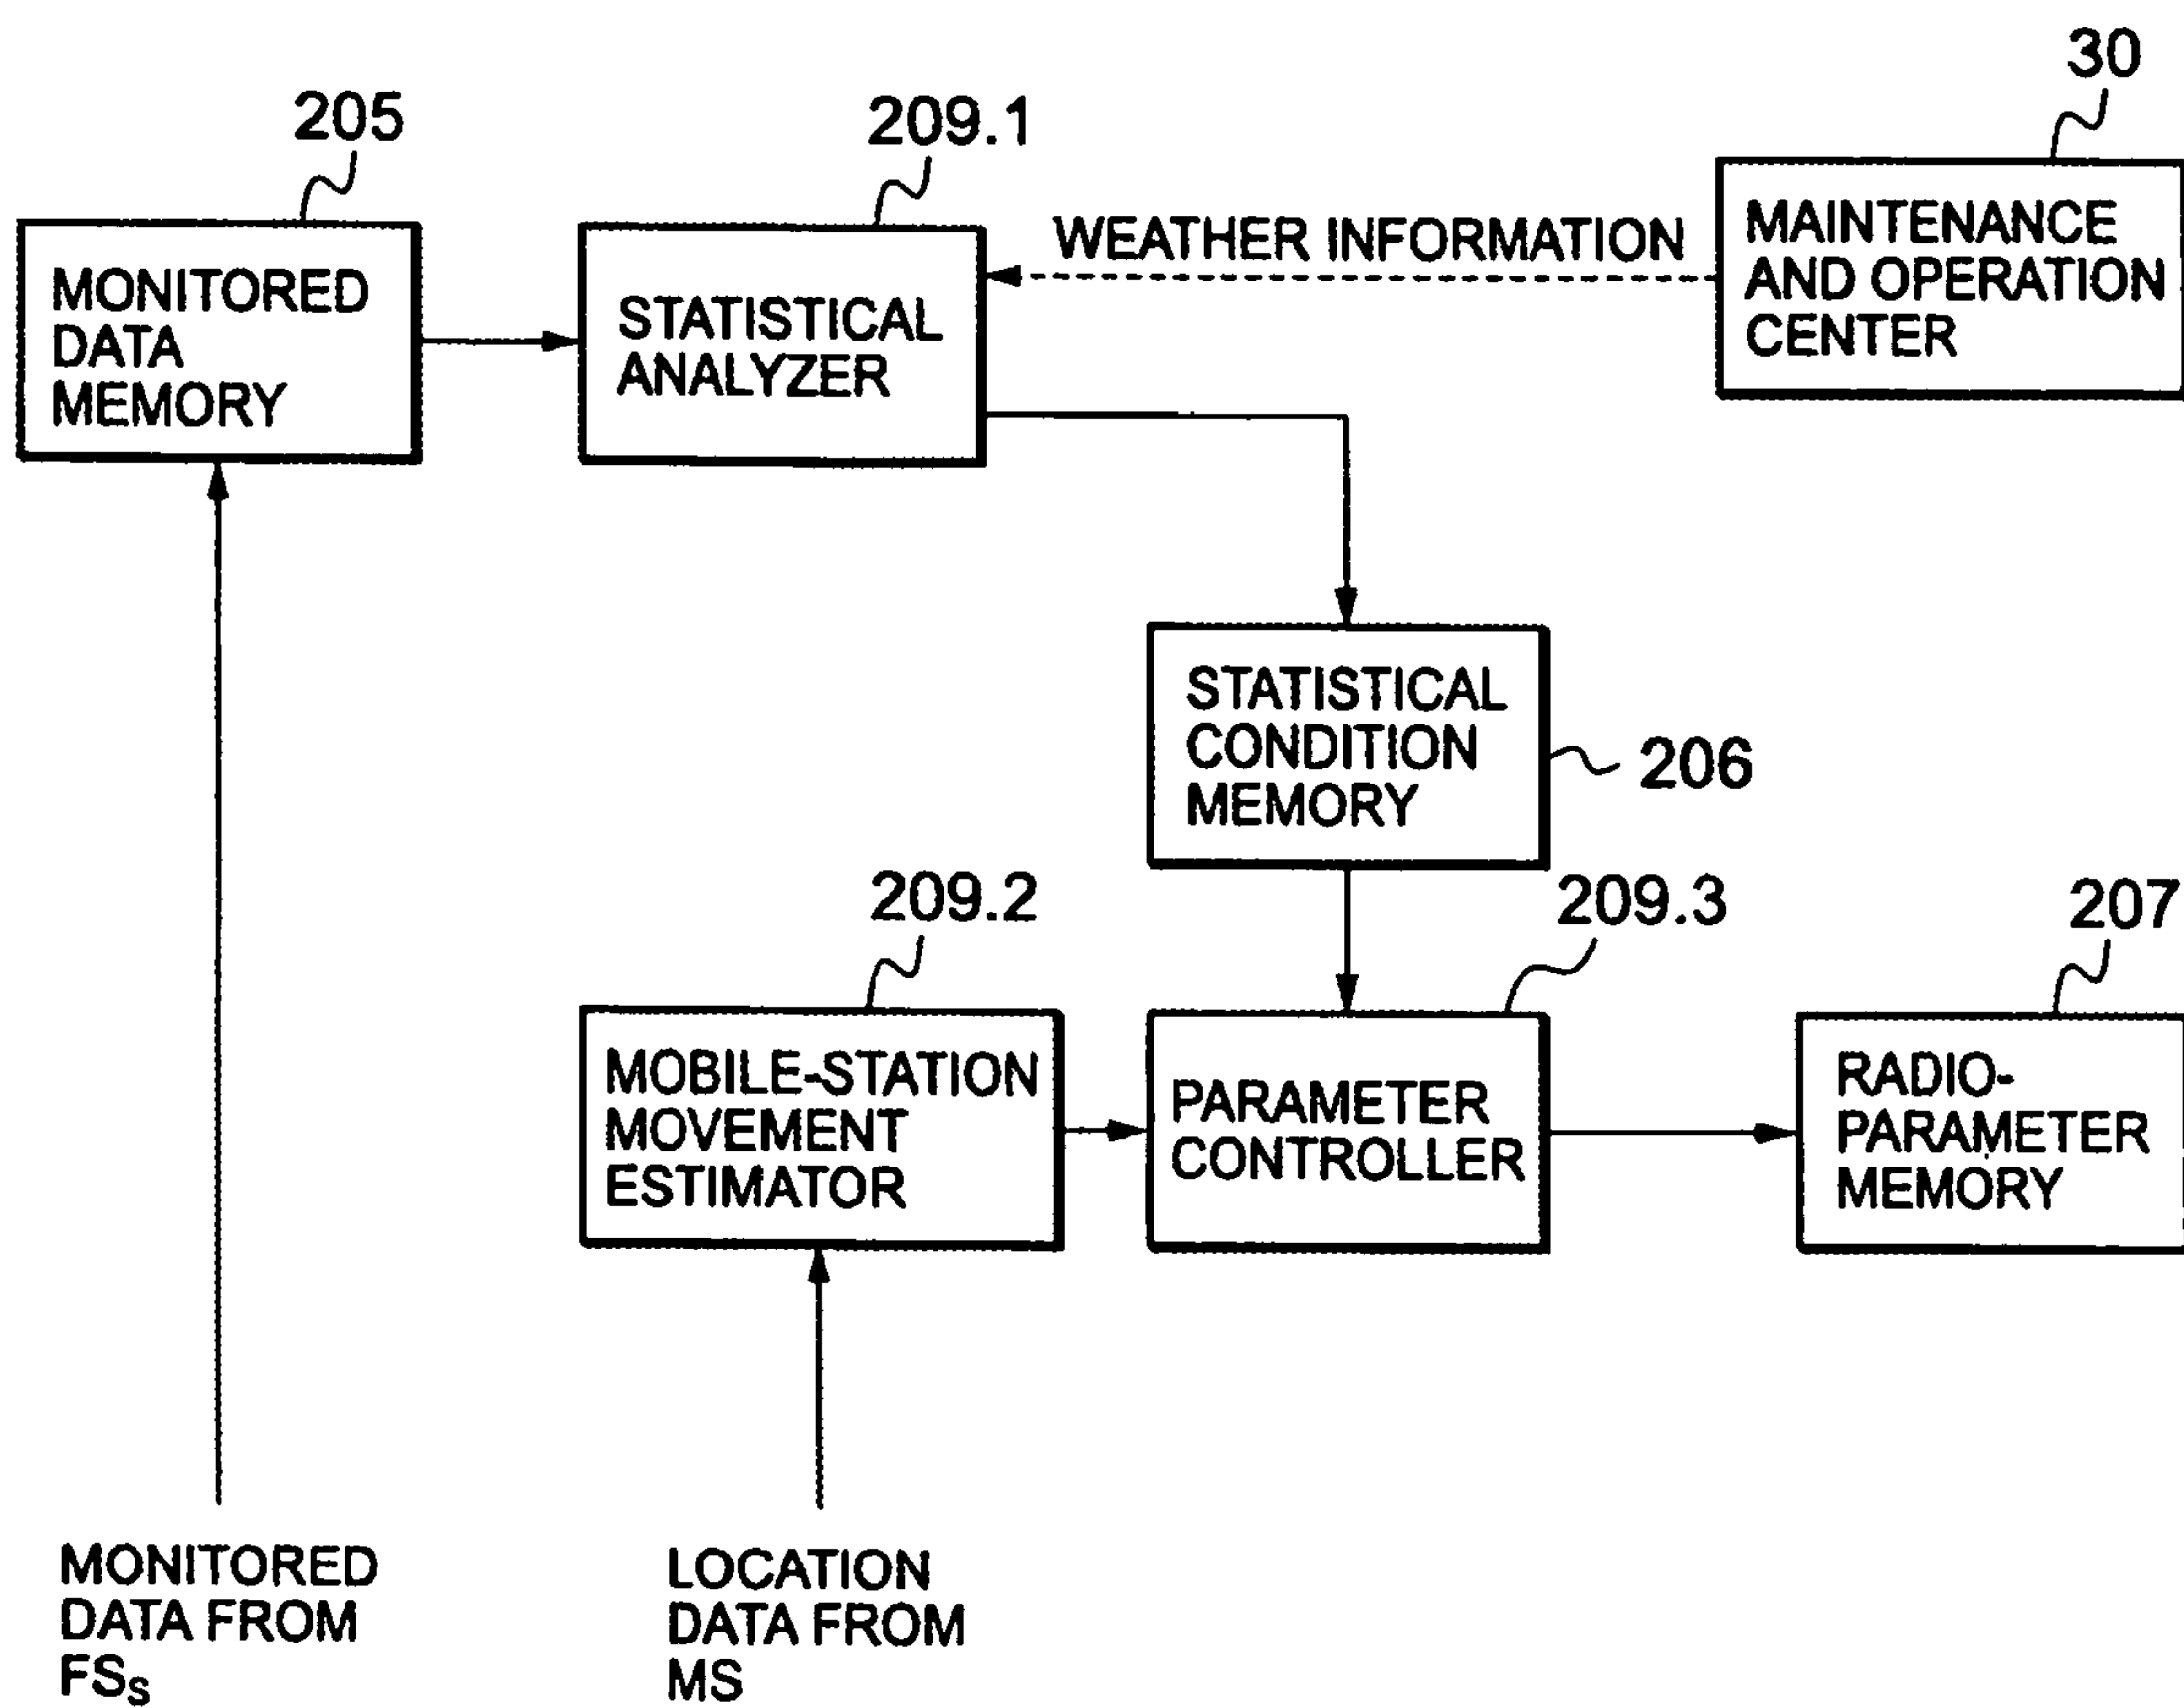 30
205
209.1
MONITORED
DATA
MEMORY
STATISTICAL
ANALYZER
WEATHER INFORMATION
MAINTENANCE
AND OPERATION
CENTER
STATISTICAL
CONDITION
MEMORY
206
209.2
209.3
207
MOBILE-STATION
MOVEMENT
ESTIMATOR
PARAMETER
CONTROLLER
RADIO-
PARAMETER
MEMORY
MONITORED
DATA FROM
FSs
LOCATION
DATA FROM
MS